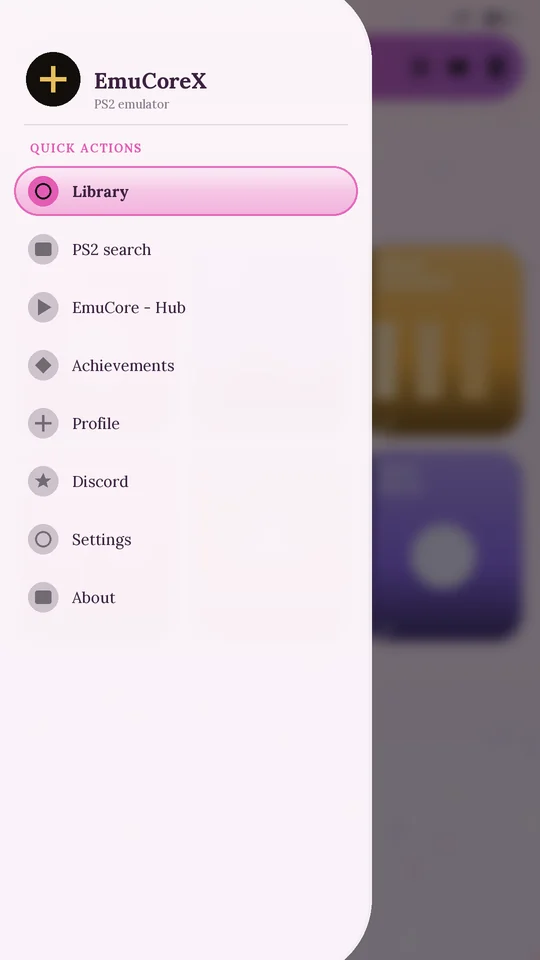 EmuCoreX
PS2 emulator
QUICK ACTIONS
Library
PS2 search
EmuCore - Hub
Achievements
Profile
Discord
Settings
About